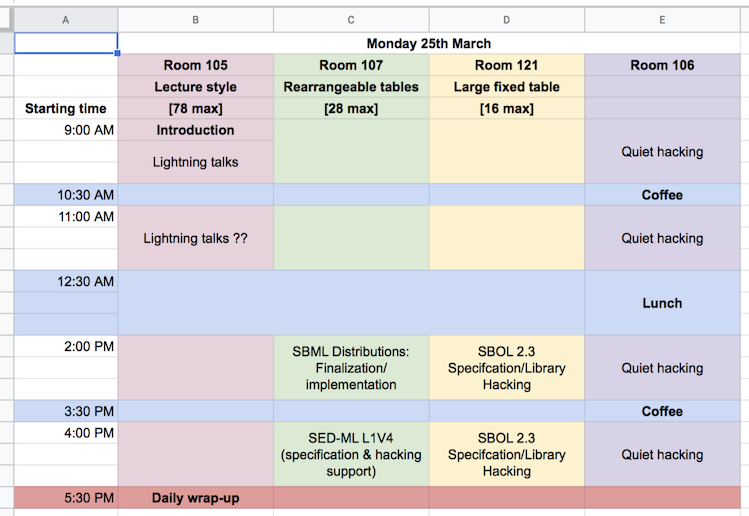 A B C D E
Monday 25th March
Room 105 Room 107 Room 121 Room 106
Lecture style Rearrangeable tables Large fixed table
Starting time [78 max] [28 max] [16 max]
9:00 AM Introduction
Lightning talks Quiet hacking
10:30 AM Coffee
11:00 AM
Lightning talks ?? Quiet hacking
12:30 AM
Lunch
2:00 PM SBML Distributions: SBOL 2.3
Finalization/ Specifcation/Library Quiet hacking
implementation Hacking
3:30 PM Coffee
4:00 PM SED-ML L1V4 SBOL 2.3
(specification & hacking Specifcation/Library Quiet hacking
support) Hacking
5:30 PM Daily wrap-up